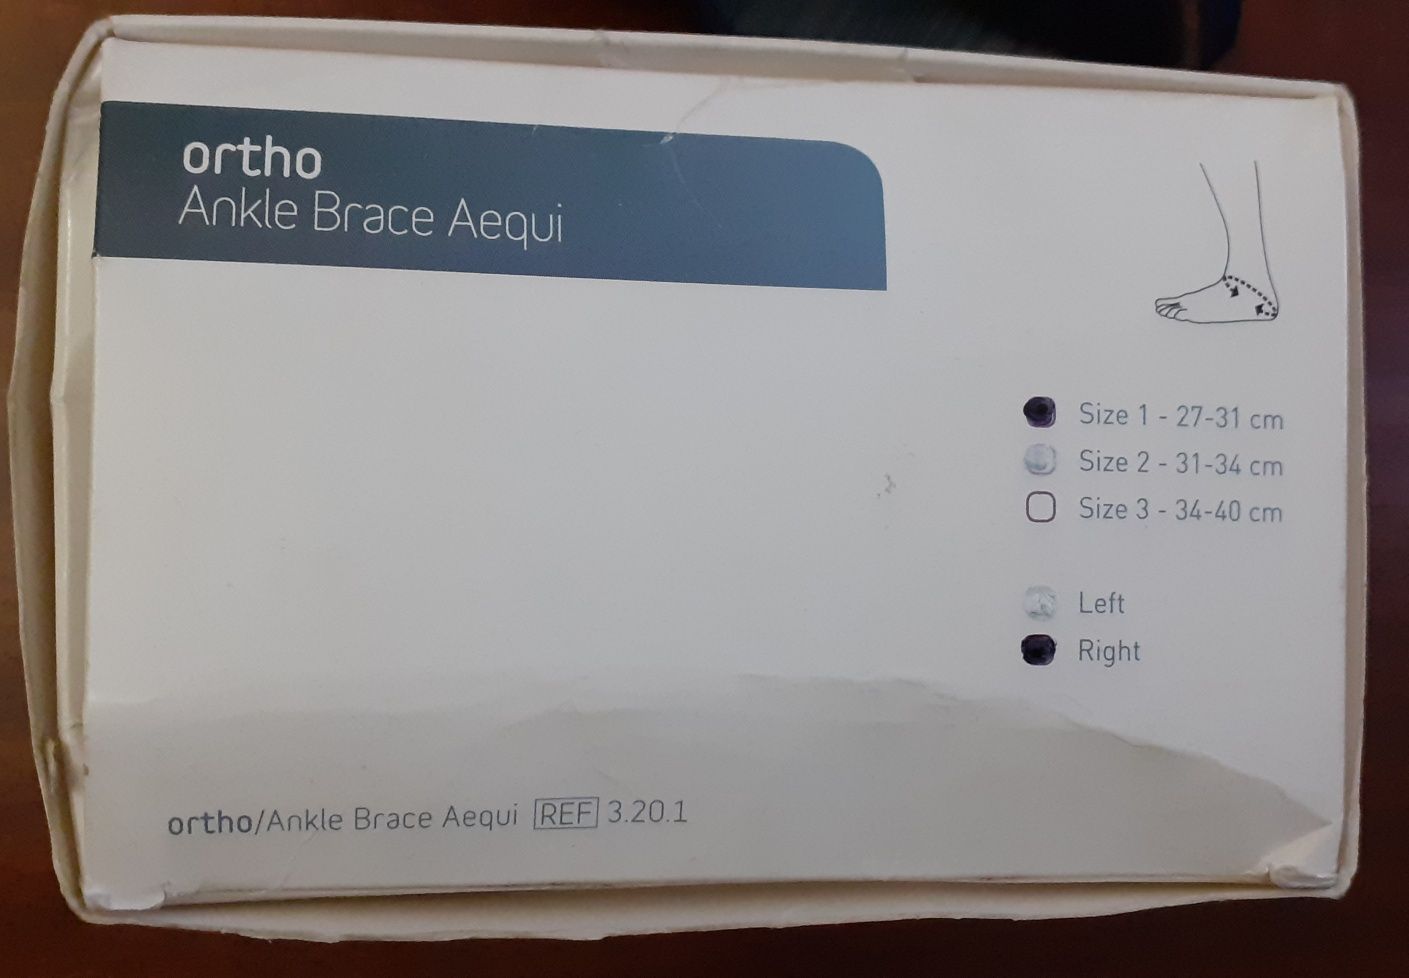 ortho
Ankle Brace Aequi
Size 1 - 27-31 cm
Size 2 - 31-34 cm
Size 3 - 34-40 cm
Left
Right
ortho/Ankle Brace Aequi REF 3.20.1